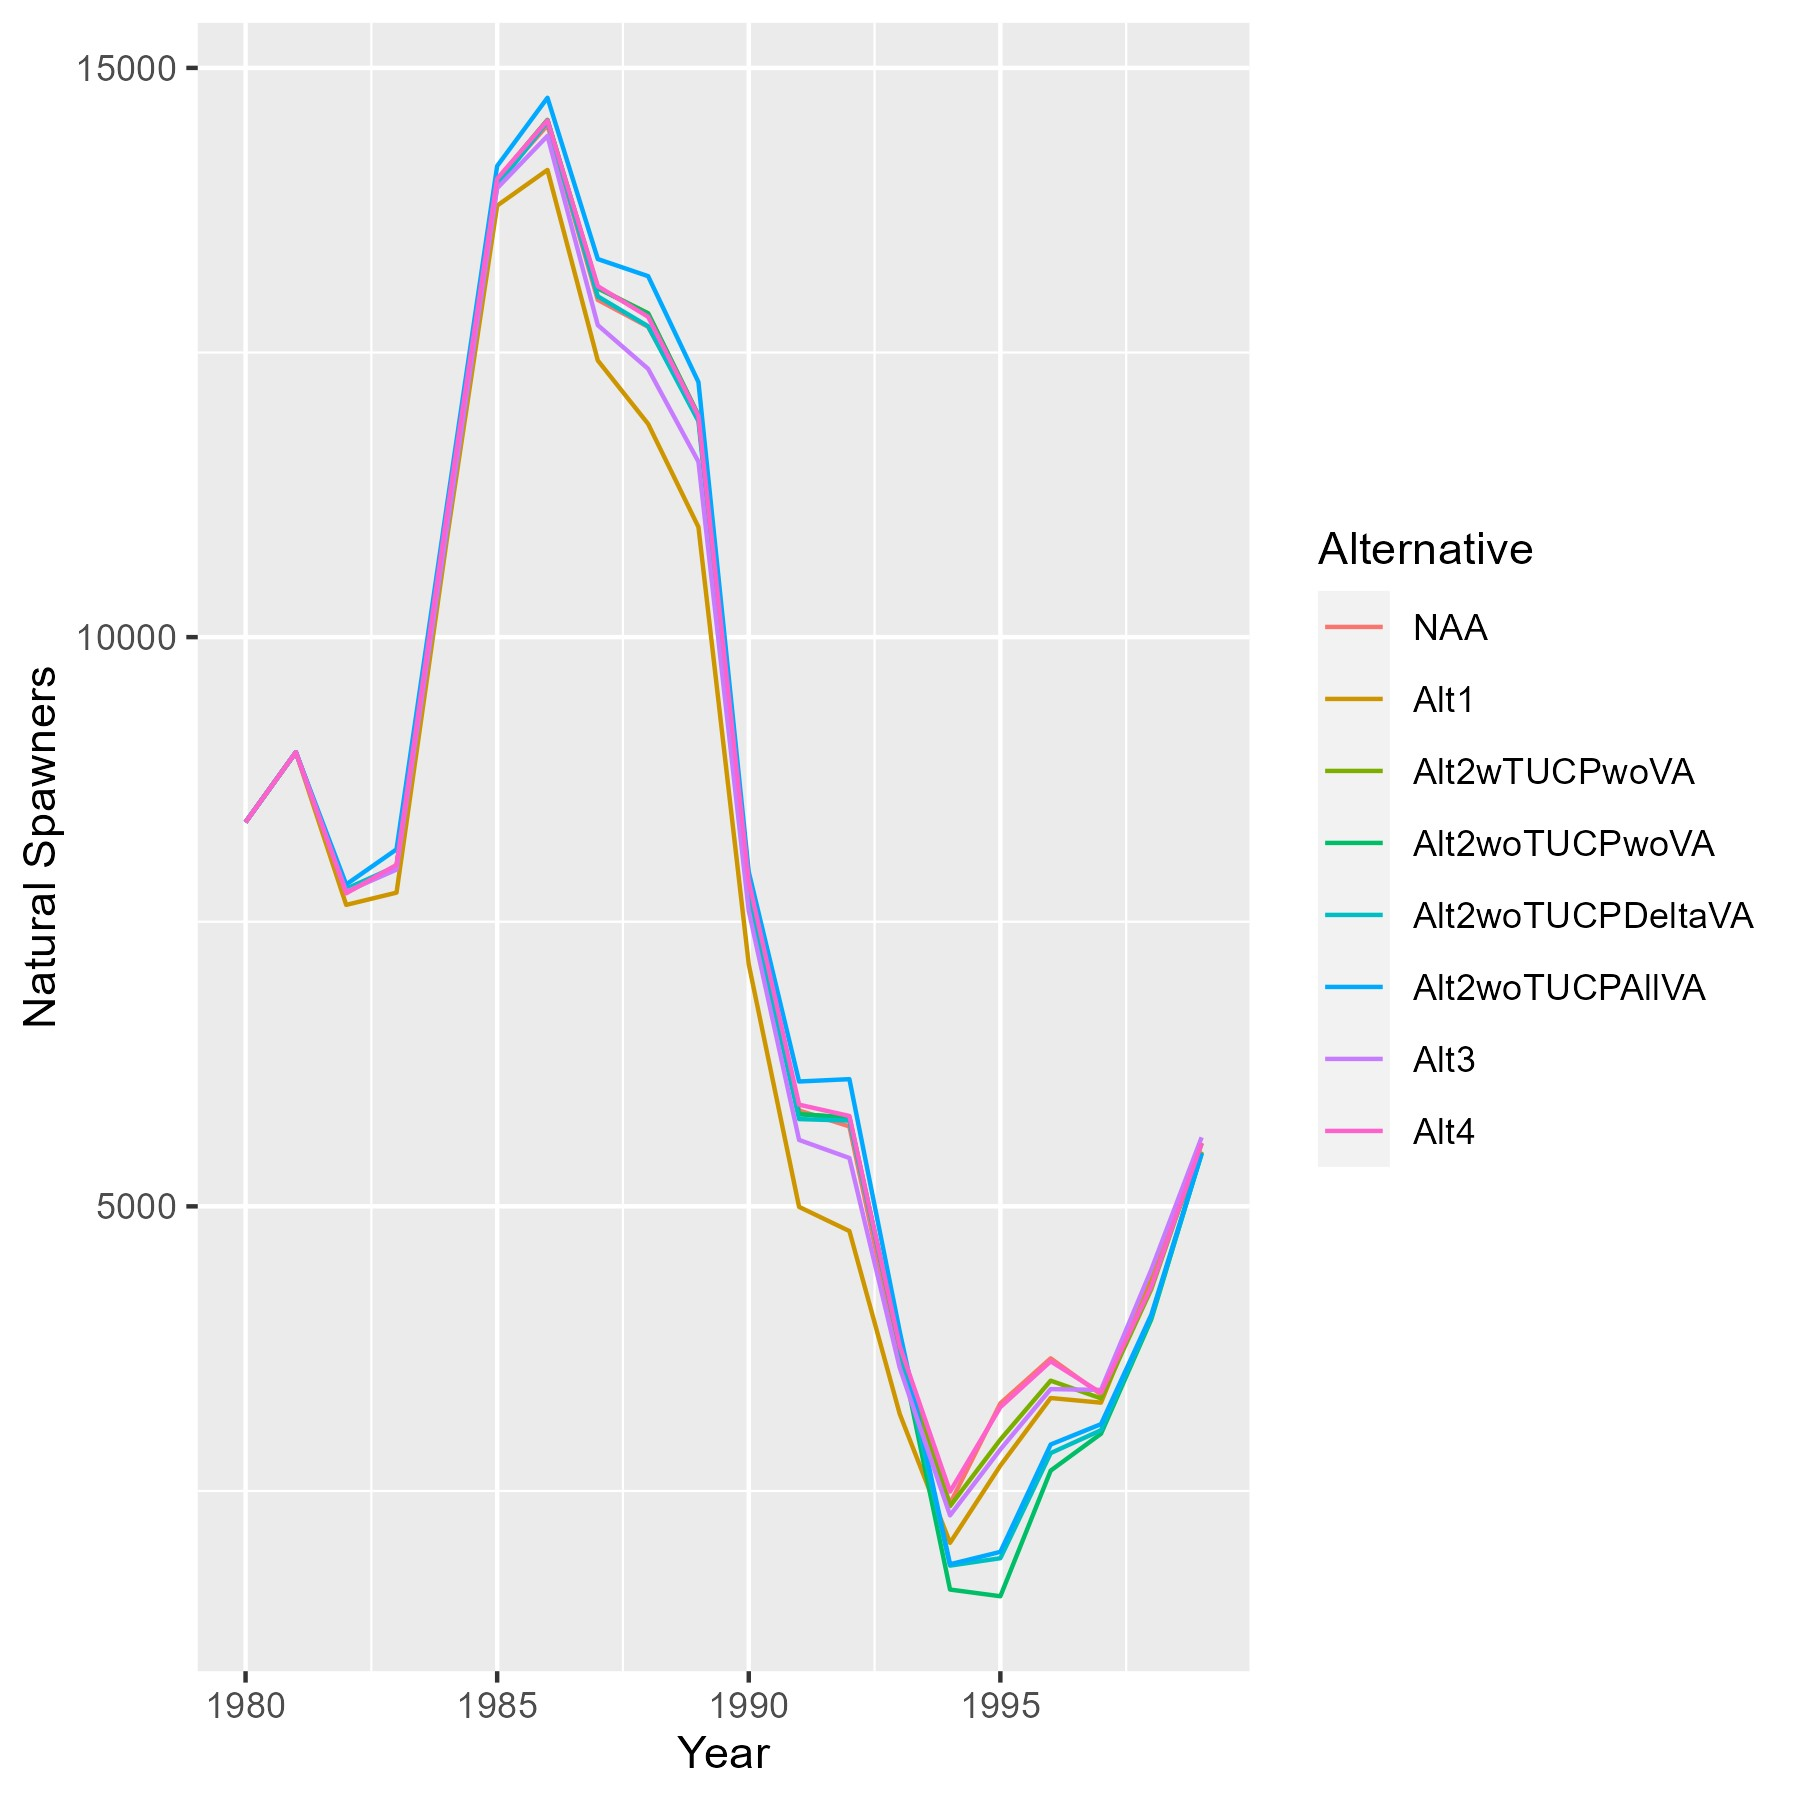 15000
10000
5000
Natural Spawners
1980
1985
1990
1995
Year
Alternative
NAA
Alt1
Alt2wTUCPwoVA
Alt2woTUCPwoVA
Alt2woTUCPDeltaVA
Alt2woTUCPAllVA
Alt3
Alt4